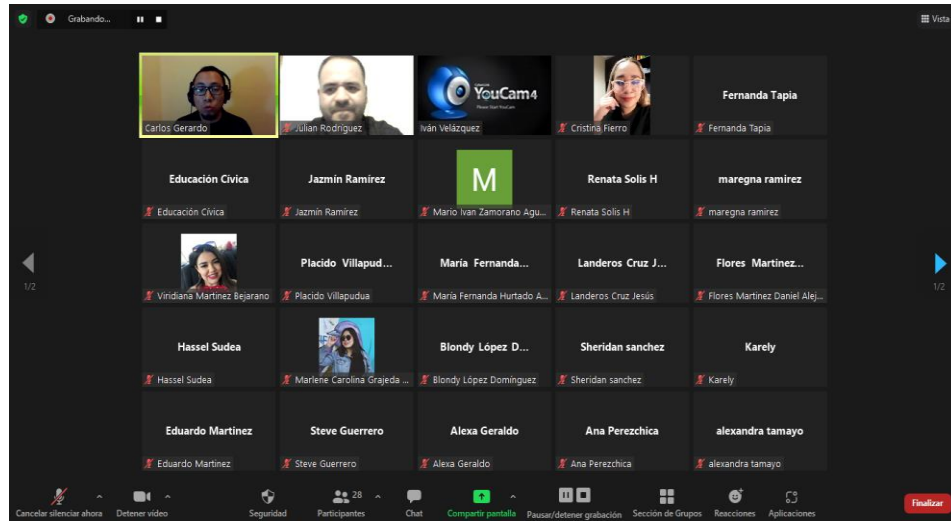 Grabando...
Vista
YouCam4
Carlos Gerardo
Julian Rodriguez
Iván Velázquez
Cristina Fierro
Fernanda Tapia
Fernanda Tapia
Educación Cívica
Jazmín Ramírez
M
Renata Solis H
maregna ramirez
Educación Cívica
Jazmín Ramírez
Mario Ivan Zamorano Agu...
Renata Solis H
maregna ramirez
Placido Villapud...
María Fernanda...
Landeros Cruz J...
Flores Martinez...
1/2
1/2
Viridiana Martinez Bejarano
Placido Villapudua
María Fernanda Hurtado A...
Landeros Cruz Jesús
Flores Martinez Daniel Alej...
Hassel Sudea
Blondy López D...
Sheridan sanchez
Karely
Hassel Sudea
Marlene Carolina Grajeda ...
Blondy López Domínguez
Sheridan sanchez
Karely
Eduardo Martinez
Steve Guerrero
Alexa Geraldo
Ana Perezchica
alexandra tamayo
Eduardo Martinez
Steve Guerrero
Alexa Geraldo
Ana Perezchica
alexandra tamayo
28
Cancelar silenciar ahora
Detener video
Seguridad
Participantes
Chat
Compartir pantalla
Pausar/detener grabación
Sección de Grupos
Reacciones
Aplicaciones
Finalizar